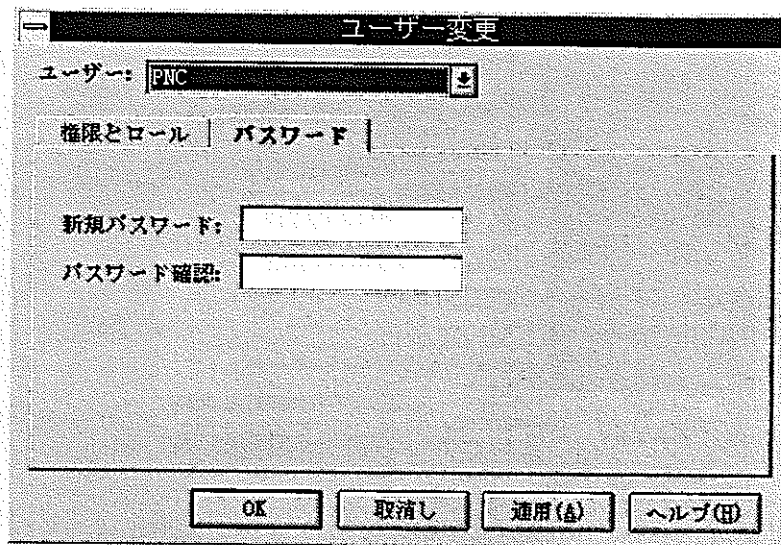 ユーザー変更
ユーザー: PNC
権限とロール パスワード
新規パスワード:
パスワード確認:
OK 取消し 適用(A) ヘルプ(H)